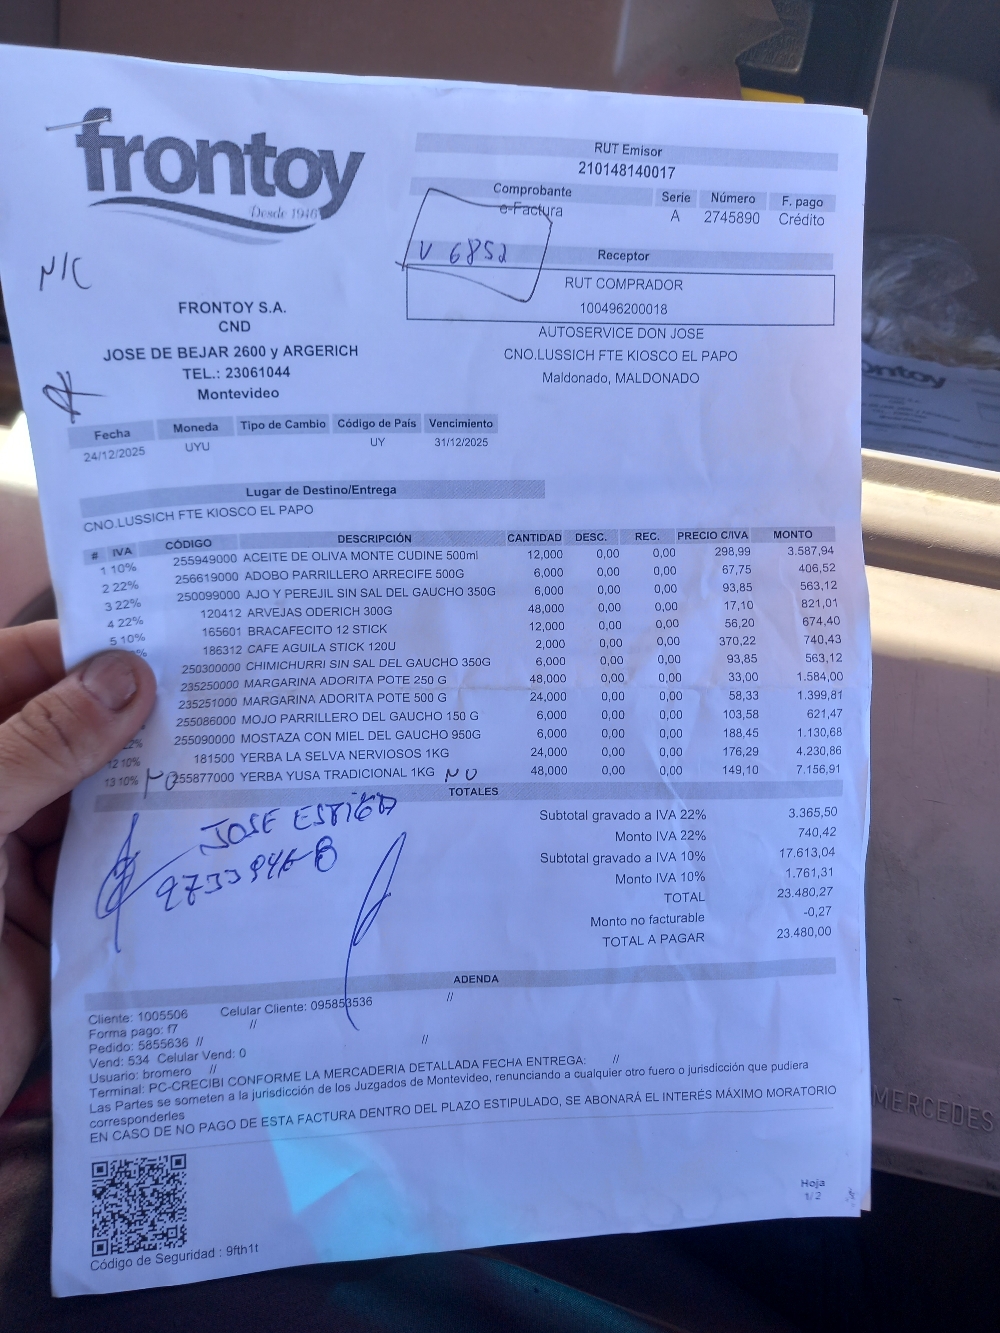 frontoy
Desde 1946
N/C
RUT Emisor
210148140017
Comprobante Serie Número F. pago
e-Factura A 2745890 Crédito
V 6852
Receptor
RUT COMPRADOR
100496200018
AUTOSERVICE DON JOSE
CNO.LUSSICH FTE KIOSCO EL PAPO
Maldonado, MALDONADO
FRONTOY S.A.
CND
JOSE DE BEJAR 2600 y ARGERICH
TEL.: 23061044
Montevideo
Fecha Moneda Tipo de Cambio Código de País Vencimiento
24/12/2025 UYU UY 31/12/2025
Lugar de Destino/Entrega
CNO.LUSSICH FTE KIOSCO EL PAPO
# IVA CÓDIGO DESCRIPCIÓN CANTIDAD DESC. REC. PRECIO C/IVA MONTO
1 10% 255949000 ACEITE DE OLIVA MONTE CUDINE 500ml 12,000 0,00 0,00 298,99 3.587,94
2 22% 256619000 ADOBO PARRILLERO ARRECIFE 500G 6,000 0,00 0,00 67,75 406,52
3 22% 250099000 AJO Y PEREJIL SIN SAL DEL GAUCHO 350G 6,000 0,00 0,00 93,85 563,12
4 22% 120412 ARVEJAS ODERICH 300G 48,000 0,00 0,00 17,10 821,01
5 10% 165601 BRACAFECITO 12 STICK 12,000 0,00 0,00 56,20 674,40
186312 CAFE AGUILA STICK 120U 2,000 0,00 0,00 370,22 740,43
250300000 CHIMICHURRI SIN SAL DEL GAUCHO 350G 6,000 0,00 0,00 93,85 563,12
235250000 MARGARINA ADORITA POTE 250 G 48,000 0,00 0,00 33,00 1.584,00
235251000 MARGARINA ADORITA POTE 500 G 24,000 0,00 0,00 58,33 1.399,81
255086000 MOJO PARRILLERO DEL GAUCHO 150 G 6,000 0,00 0,00 103,58 621,47
22% 255090000 MOSTAZA CON MIEL DEL GAUCHO 950G 6,000 0,00 0,00 188,45 1.130,68
12 10% 181500 YERBA LA SELVA NERVIOSOS 1KG 24,000 0,00 0,00 176,29 4.230,86
13 10% NO 255877000 YERBA YUSA TRADICIONAL 1KG NO 48,000 0,00 0,00 149,10 7.156,91
TOTALES
JOSE
Subtotal gravado a IVA 22% 3.365,50
Monto IVA 22% 740,42
Subtotal gravado a IVA 10% 17.613,04
Monto IVA 10% 1.761,31
TOTAL 23.480,27
Monto no facturable -0,27
TOTAL A PAGAR 23.480,00
ADENDA
Cliente: 1005506 Celular Cliente: 095853536 //
Forma pago: f7 //
Pedido: 5855636 // //
Vend: 534 Celular Vend: 0
Usuario: bromero //
Terminal: PC-CRECIBI CONFORME LA MERCADERIA DETALLADA FECHA ENTREGA: //
Las Partes se someten a la jurisdicción de los Juzgados de Montevideo, renunciando a cualquier otro fuero o jurisdicción que pudiera
corresponderles
EN CASO DE NO PAGO DE ESTA FACTURA DENTRO DEL PLAZO ESTIPULADO, SE ABONARÁ EL INTERÉS MÁXIMO MORATORIO
Hoja
1/2
Código de Seguridad : 9fth1t
frontoy
MERCEDES